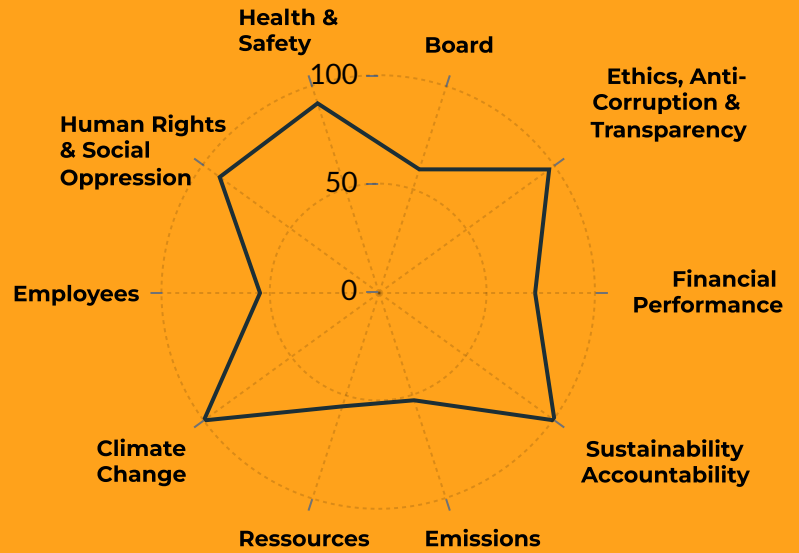 Health &
Safety
Board
100
Ethics, Anti-
Corruption &
Transparency
Human Rights
& Social
Oppression
50
Employees
0
Financial
Performance
Climate
Change
Sustainability
Accountability
Ressources
Emissions